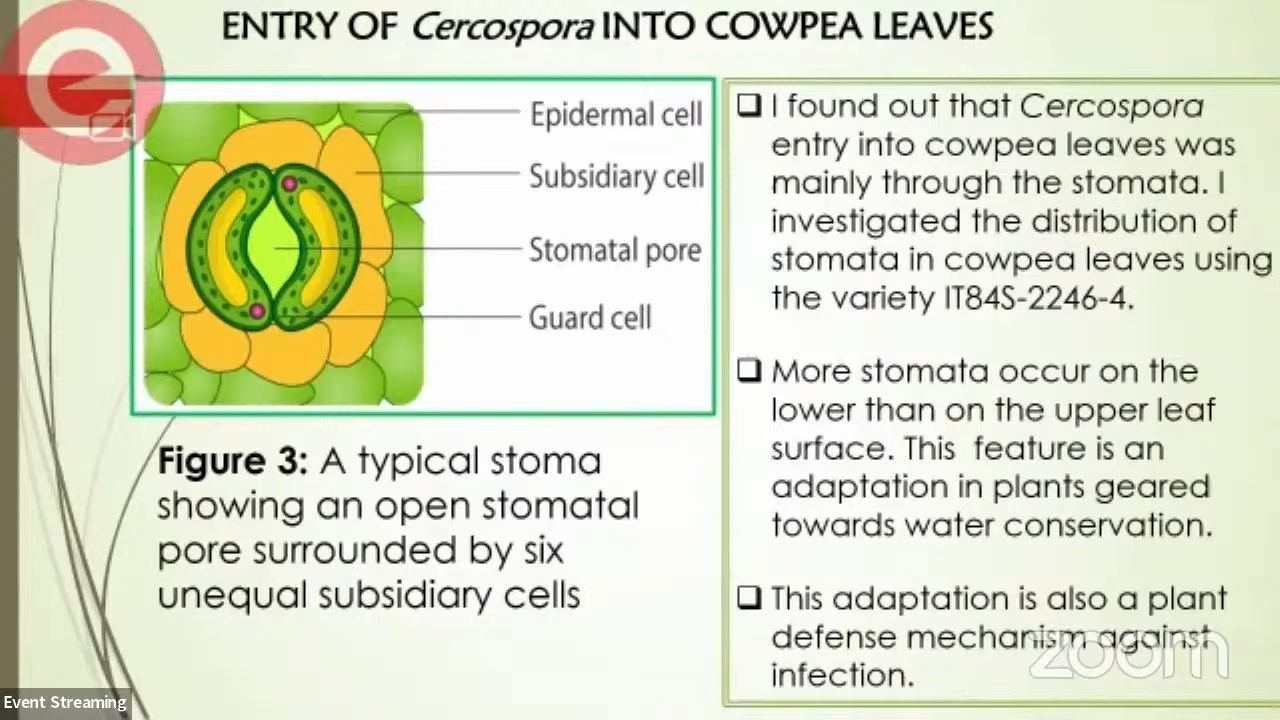 ENTRY OF Cercospora INTO COWPEA LEAVES
Epidermal cell
Subsidiary cell
Stomatal pore
Guard cell
Figure 3: A typical stoma
showing an open stomatal
pore surrounded by six
unequal subsidiary cells
❑ I found out that Cercospora
entry into cowpea leaves was
mainly through the stomata. I
investigated the distribution of
stomata in cowpea leaves using
the variety IT84S-2246-4.
❑ More stomata occur on the
lower than on the upper leaf
surface. This feature is an
adaptation in plants geared
towards water conservation.
❑ This adaptation is also a plant
defense mechanism against
infection.
zoom
Event Streaming